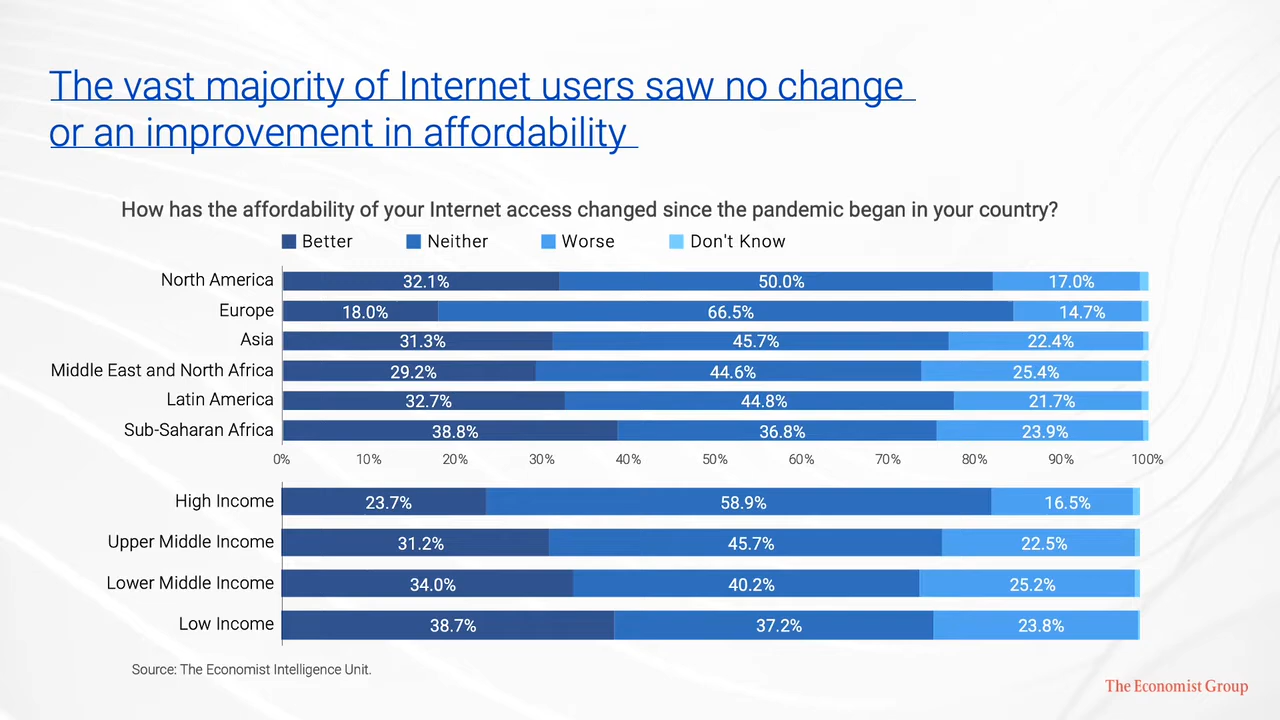 The vast majority of Internet users saw no change
or an improvement in affordability
How has the affordability of your Internet access changed since the pandemic began in your country?
Better Neither Worse Don't Know
North America 32.1% 50.0% 17.0%
Europe 18.0% 66.5% 14.7%
Asia 31.3% 45.7% 22.4%
Middle East and North Africa 29.2% 44.6% 25.4%
Latin America 32.7% 44.8% 21.7%
Sub-Saharan Africa 38.8% 36.8% 23.9%
0% 10% 20% 30% 40% 50% 60% 70% 80% 90% 100%
High Income 23.7% 58.9% 16.5%
Upper Middle Income 31.2% 45.7% 22.5%
Lower Middle Income 34.0% 40.2% 25.2%
Low Income 38.7% 37.2% 23.8%
Source: The Economist Intelligence Unit.
The Economist Group